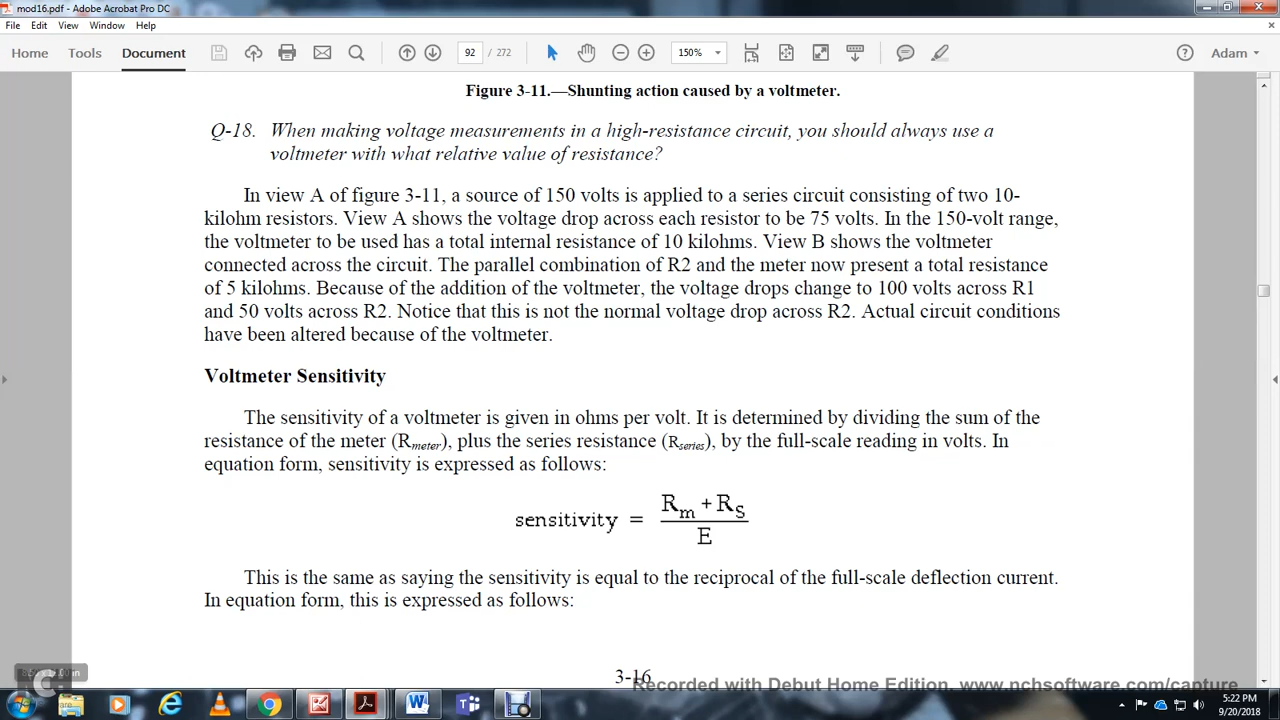 mod16.pdf - Adobe Acrobat Pro DC
File Edit View Window Help
Home Tools Document 92 / 272 150% Adam
Figure 3-11.—Shunting action caused by a voltmeter.
Q-18. When making voltage measurements in a high-resistance circuit, you should always use a
voltmeter with what relative value of resistance?
In view A of figure 3-11, a source of 150 volts is applied to a series circuit consisting of two 10-
kilohm resistors. View A shows the voltage drop across each resistor to be 75 volts. In the 150-volt range,
the voltmeter to be used has a total internal resistance of 10 kilohms. View B shows the voltmeter
connected across the circuit. The parallel combination of R2 and the meter now present a total resistance
of 5 kilohms. Because of the addition of the voltmeter, the voltage drops change to 100 volts across R1
and 50 volts across R2. Notice that this is not the normal voltage drop across R2. Actual circuit conditions
have been altered because of the voltmeter.
Voltmeter Sensitivity
The sensitivity of a voltmeter is given in ohms per volt. It is determined by dividing the sum of the
resistance of the meter (Rmeter), plus the series resistance (Rseries), by the full-scale reading in volts. In
equation form, sensitivity is expressed as follows:
sensitivity = Rm + RS
E
This is the same as saying the sensitivity is equal to the reciprocal of the full-scale deflection current.
In equation form, this is expressed as follows:
3-16
Recorded with Debut Home Edition. www.nchsoftware.com/capture
5:22 PM
9/20/2018